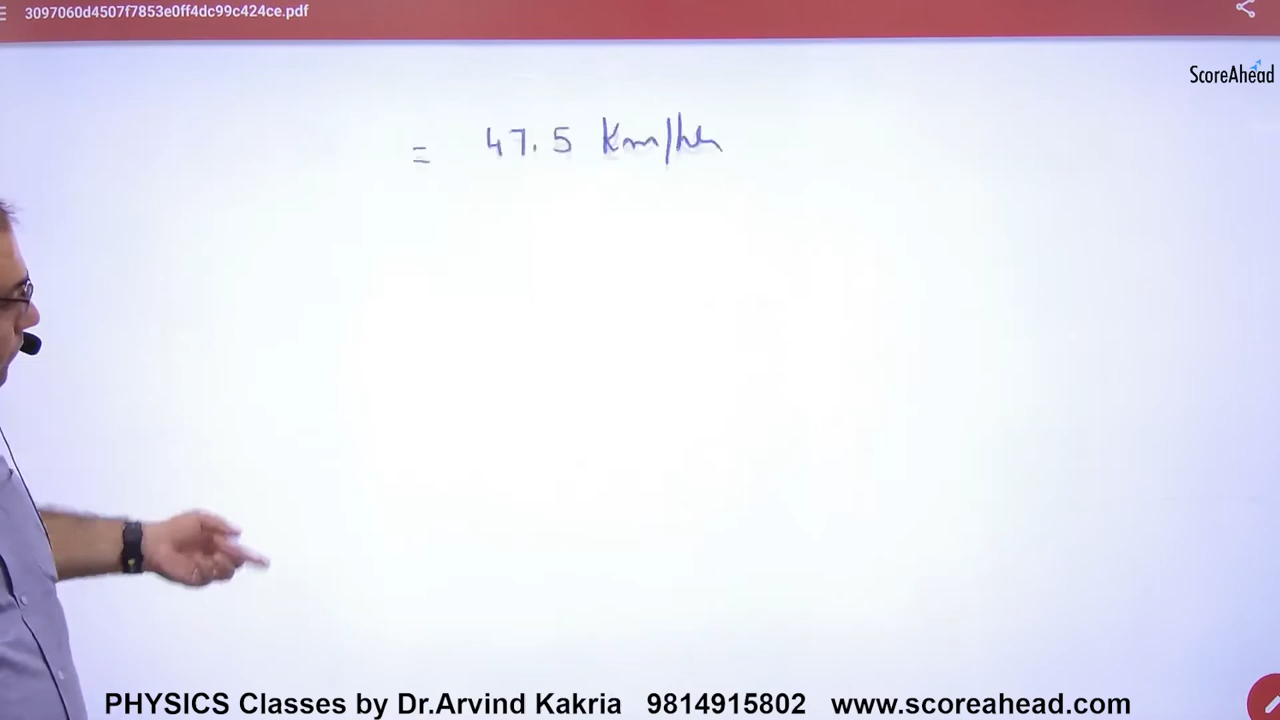 3097060d4507f7853e0ff4dc99c424ce.pdf
ScoreAhead
= 47.5 Km/hr
PHYSICS Classes by Dr.Arvind Kakria 9814915802 www.scoreahead.com